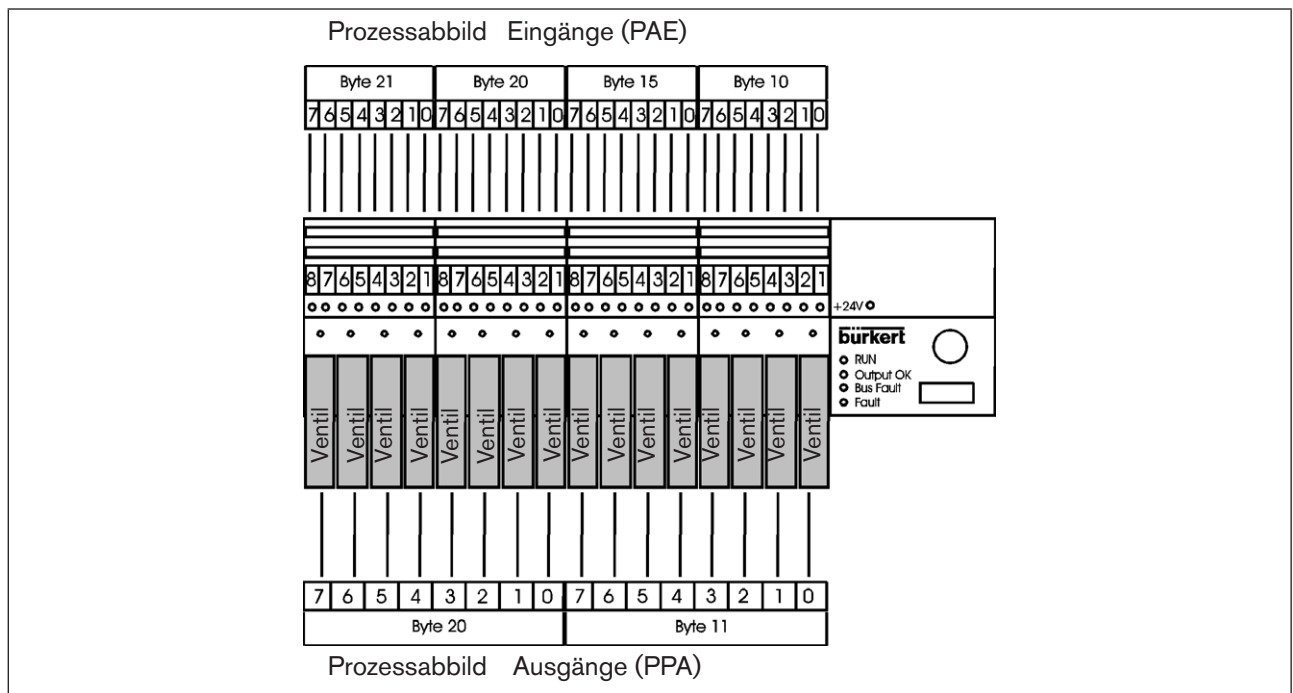 Prozessabbild Eingänge (PAE)
Byte 21 Byte 20 Byte 15 Byte 10
7 6 5 4 3 2 1 0 7 6 5 4 3 2 1 0 7 6 5 4 3 2 1 0 7 6 5 4 3 2 1 0
8 7 6 5 4 3 2 1 8 7 6 5 4 3 2 1 8 7 6 5 4 3 2 1 8 7 6 5 4 3 2 1
+24V
bürkert
RUN
Output OK
Bus Fault
Fault
Ventil Ventil Ventil Ventil Ventil Ventil Ventil Ventil Ventil Ventil Ventil Ventil Ventil Ventil Ventil Ventil
7 6 5 4 3 2 1 0 7 6 5 4 3 2 1 0
Byte 20 Byte 11
Prozessabbild Ausgänge (PPA)